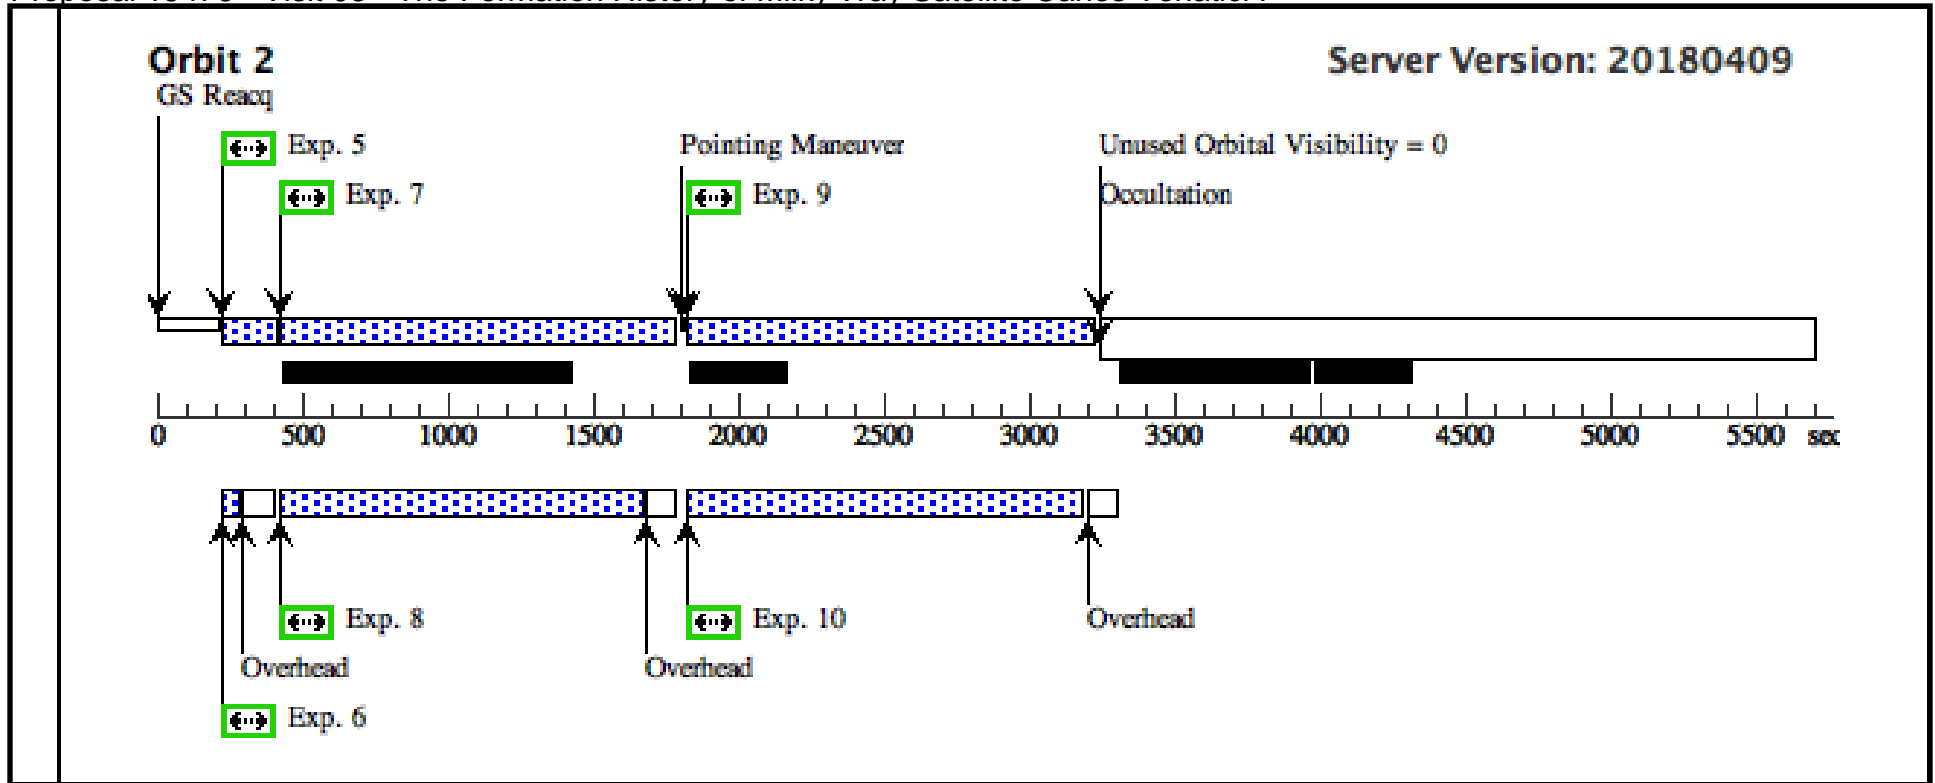 Orbit 2
Server Version: 20180409
GS Reacq
Exp. 5
Pointing Maneuver
Unused Orbital Visibility = 0
Exp. 7
Exp. 9
Occultation
0 500 1000 1500 2000 2500 3000 3500 4000 4500 5000 5500 sec
Exp. 8
Exp. 10
Overhead
Overhead
Overhead
Exp. 6